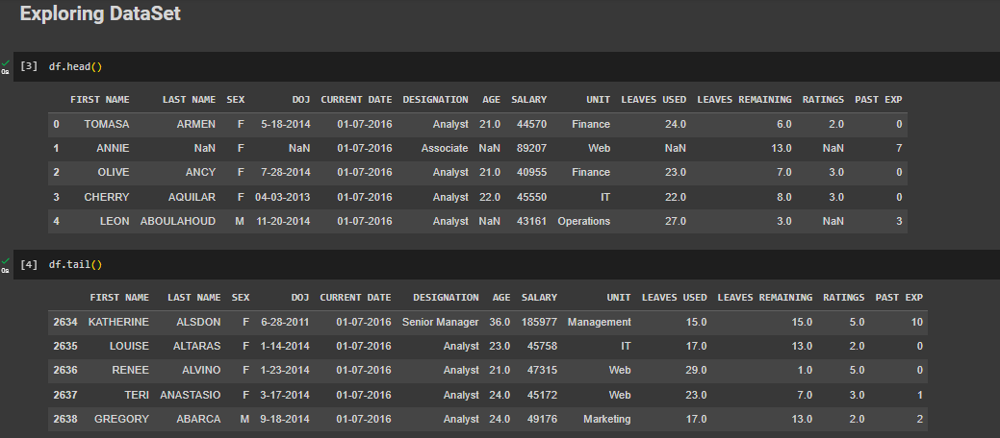 Exploring DataSet
0s [3] df.head()
FIRST NAME LAST NAME SEX DOJ CURRENT DATE DESIGNATION AGE SALARY UNIT LEAVES USED LEAVES REMAINING RATINGS PAST EXP
0 TOMASA ARMEN F 5-18-2014 01-07-2016 Analyst 21.0 44570 Finance 24.0 6.0 2.0 0
1 ANNIE NaN F NaN 01-07-2016 Associate NaN 89207 Web NaN 13.0 NaN 7
2 OLIVE ANCY F 7-28-2014 01-07-2016 Analyst 21.0 40955 Finance 23.0 7.0 3.0 0
3 CHERRY AQUILAR F 04-03-2013 01-07-2016 Analyst 22.0 45550 IT 22.0 8.0 3.0 0
4 LEON ABOULAHOUD M 11-20-2014 01-07-2016 Analyst NaN 43161 Operations 27.0 3.0 NaN 3
0s [4] df.tail()
FIRST NAME LAST NAME SEX DOJ CURRENT DATE DESIGNATION AGE SALARY UNIT LEAVES USED LEAVES REMAINING RATINGS PAST EXP
2634 KATHERINE ALSDON F 6-28-2011 01-07-2016 Senior Manager 36.0 185977 Management 15.0 15.0 5.0 10
2635 LOUISE ALTARAS F 1-14-2014 01-07-2016 Analyst 23.0 45758 IT 17.0 13.0 2.0 0
2636 RENEE ALVINO F 1-23-2014 01-07-2016 Analyst 21.0 47315 Web 29.0 1.0 5.0 0
2637 TERI ANASTASIO F 3-17-2014 01-07-2016 Analyst 24.0 45172 Web 23.0 7.0 3.0 1
2638 GREGORY ABARCA M 9-18-2014 01-07-2016 Analyst 24.0 49176 Marketing 17.0 13.0 2.0 2